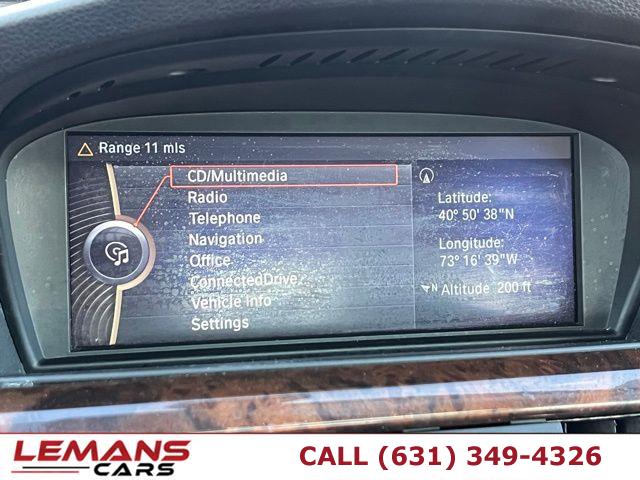 Range 11 mls
CD/Multimedia
Radio
Telephone
Navigation
Office
ConnectedDrive
Vehicle Info
Settings
Latitude:
40° 50' 38"N
Longitude:
73° 16' 39"W
N Altitude 200 ft
LEMANS
CARS
CALL (631) 349-4326